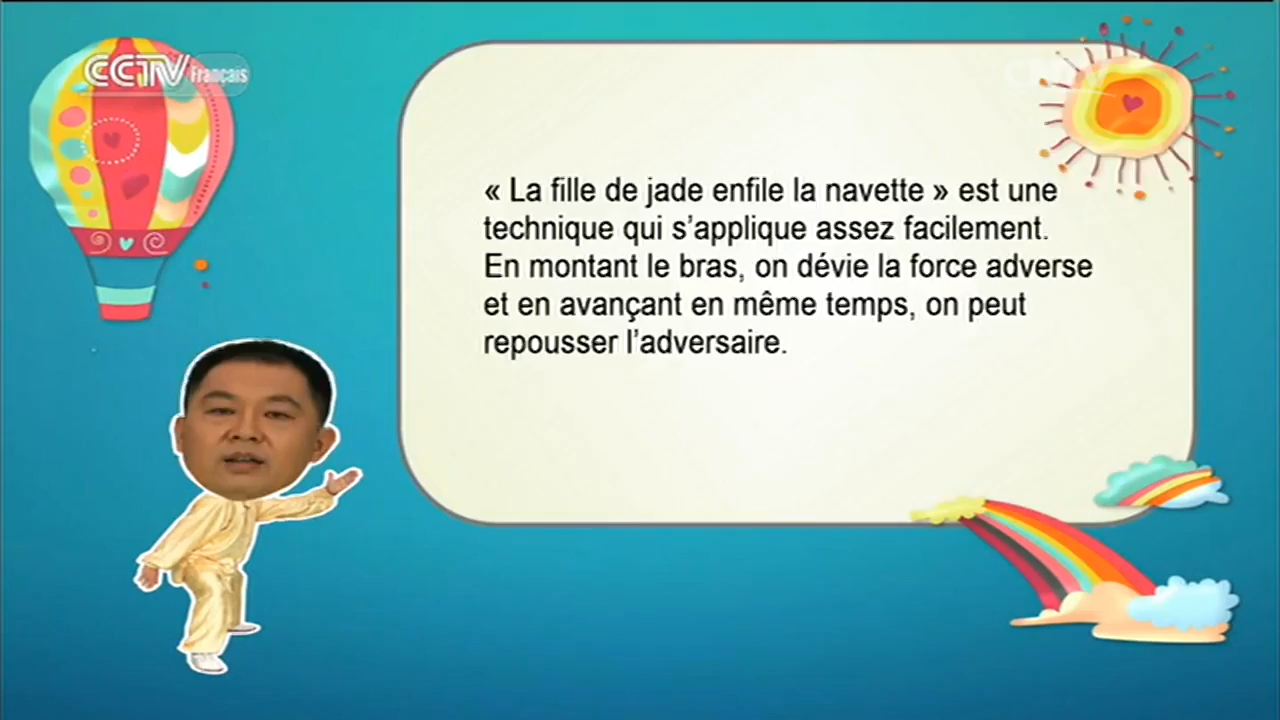 CCTV Français
« La fille de jade enfile la navette » est une
technique qui s’applique assez facilement.
En montant le bras, on dévie la force adverse
et en avançant en même temps, on peut
repousser l’adversaire.